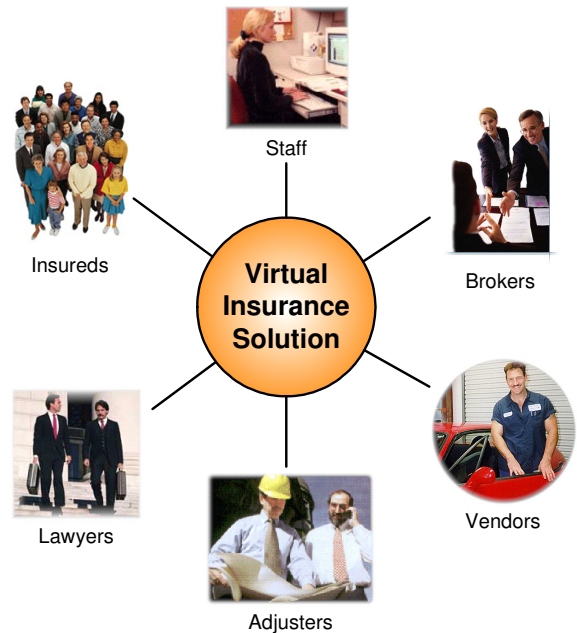 Staff
Insureds
Brokers
Virtual
Insurance
Solution
Lawyers
Vendors
Adjusters